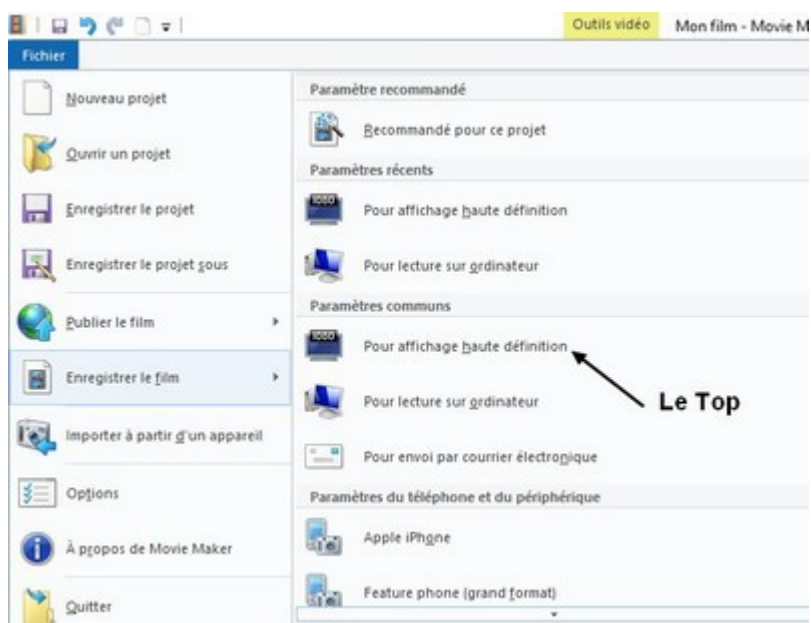 Outils vidéo Mon film - Movie M
Fichier
Nouveau projet
Ouvrir un projet
Enregistrer le projet
Enregistrer le projet sous
Publier le film
Enregistrer le film
Importer à partir d'un appareil
Options
À propos de Movie Maker
Quitter
Paramètre recommandé
Recommandé pour ce projet
Paramètres récents
1080
Pour affichage haute définition
Pour lecture sur ordinateur
Paramètres communs
1080
Pour affichage haute définition
Le Top
Pour lecture sur ordinateur
Pour envoi par courrier électronique
Paramètres du téléphone et du périphérique
Apple iPhone
Feature phone (grand format)